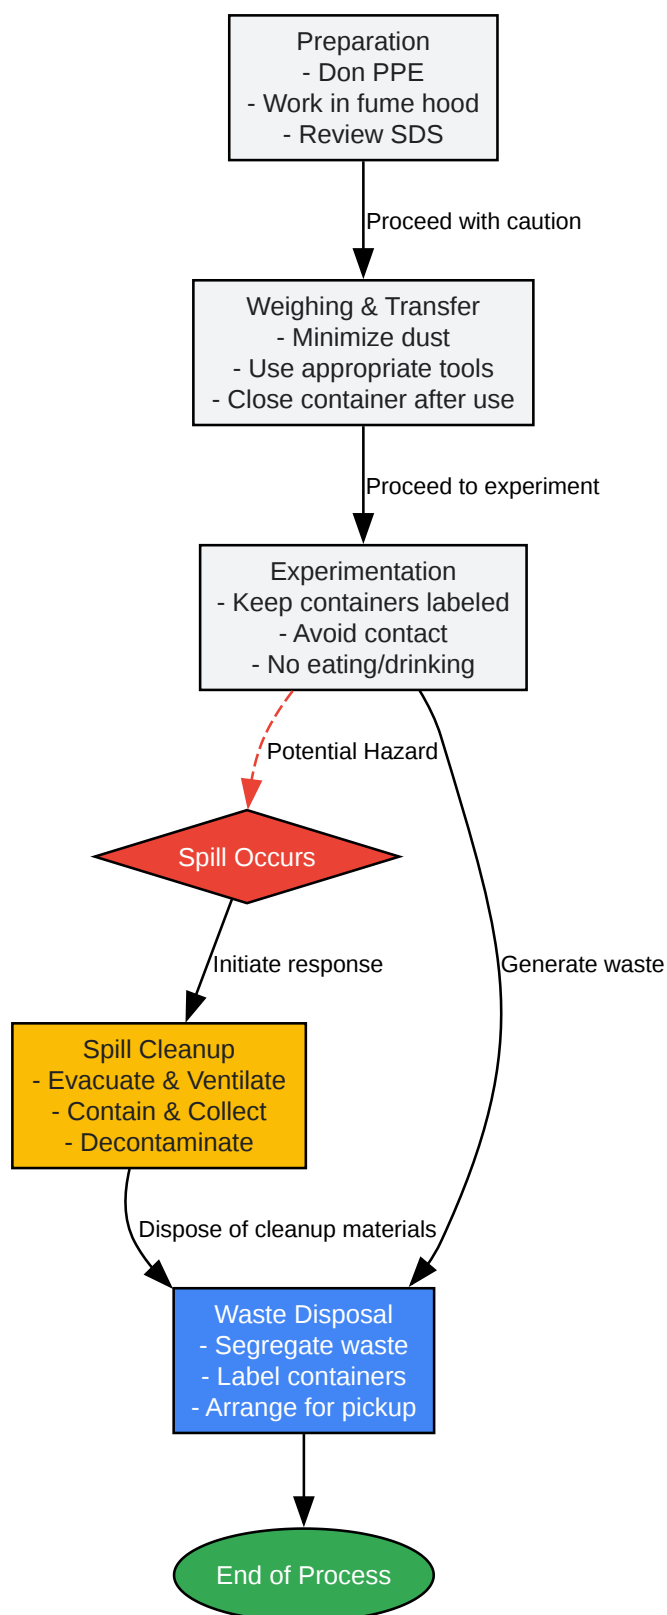 Preparation
- Don PPE
- Work in fume hood
- Review SDS
Proceed with caution
Weighing & Transfer
- Minimize dust
- Use appropriate tools
- Close container after use
Proceed to experiment
Experimentation
- Keep containers labeled
- Avoid contact
- No eating/drinking
Potential Hazard
Spill Occurs
Initiate response
Generate waste
Spill Cleanup
- Evacuate & Ventilate
- Contain & Collect
- Decontaminate
Dispose of cleanup materials
Waste Disposal
- Segregate waste
- Label containers
- Arrange for pickup
End of Process